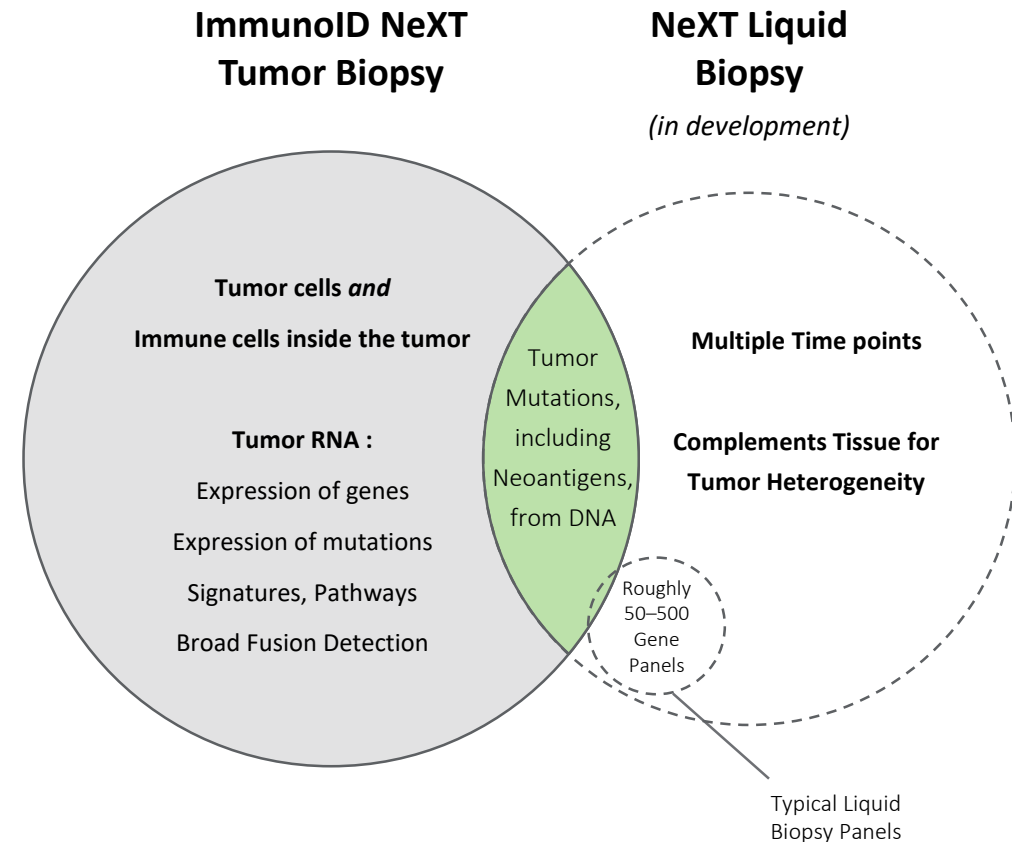 ImmunoID NeXT
Tumor Biopsy
NeXT Liquid
Biopsy
(in development)
Tumor cells and
Immune cells inside the tumor
Tumor RNA :
Expression of genes
Expression of mutations
Signatures, Pathways
Broad Fusion Detection
Tumor
Mutations,
including
Neoantigens,
from DNA
Multiple Time points
Complements Tissue for
Tumor Heterogeneity
Roughly
50–500
Gene
Panels
Typical Liquid
Biopsy Panels